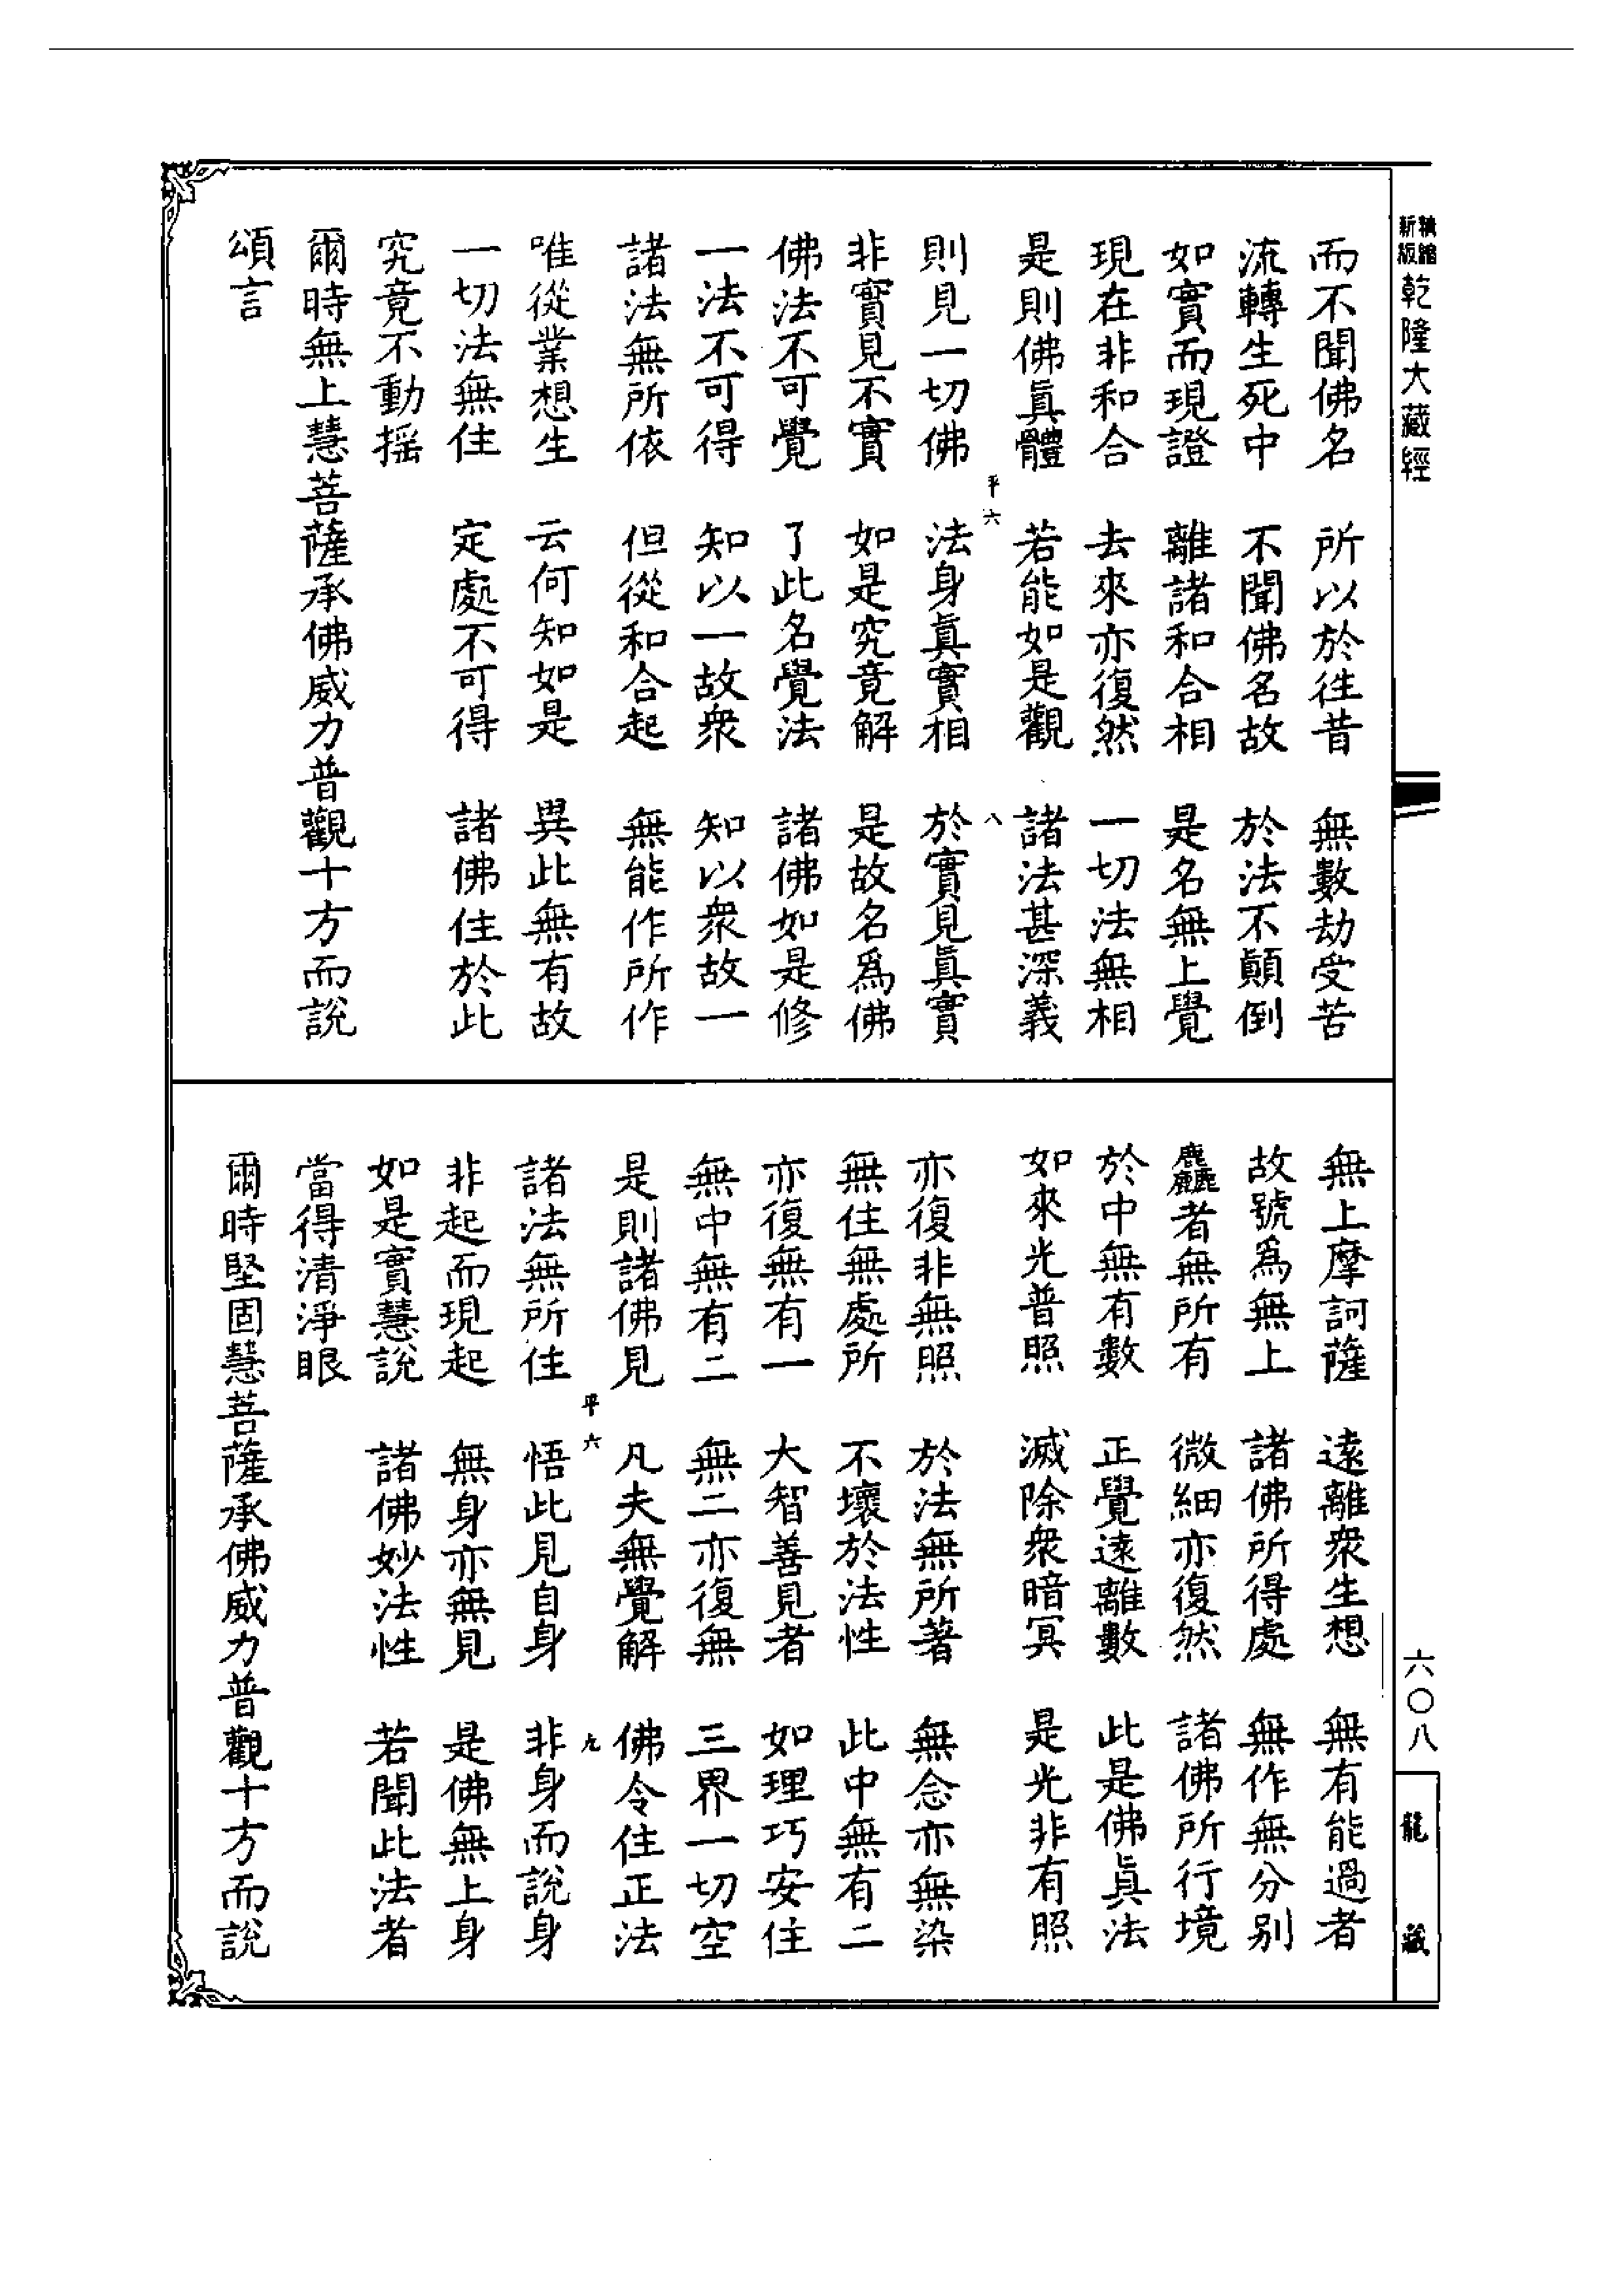 精縮新版乾隆大藏經
而不聞佛名　所以於往昔　無數劫受苦
流轉生死中　不聞佛名故　於法不顛倒
如實而現證　離諸和合相　是名無上覺
現在非和合　去來亦復然　一切法無相
是則佛眞體　若能如是觀　諸法甚深義
平六　八
則見一切佛　法身眞實相　於實見眞實
非實見不實　如是究竟解　是故名爲佛
佛法不可覺　了此名覺法　諸佛如是修
一法不可得　知以一故衆　知以衆故一
諸法無所依　但從和合起　無能作所作
唯從業想生　云何知如是　異此無有故
一切法無住　定處不可得　諸佛住於此
究竟不動摇
爾時無上慧菩薩承佛威力普觀十方而說
頌言
無上摩訶薩　遠離衆生想　無有能過者
故號爲無上　諸佛所得處　無作無分别
麤者無所有　微細亦復然　諸佛所行境
於中無有數　正覺遠離數　此是佛眞法
如來光普照　滅除衆暗冥　是光非有照
亦復非無照　於法無所著　無念亦無染
無住無處所　不壞於法性　此中無有二
亦復無有一　大智善見者　如理巧安住
無中無有二　無二亦復無　三界一切空
是則諸佛見　凡夫無覺解　佛令住正法
平六　九
諸法無所住　悟此見自身　非身而說身
非起而現起　無身亦無見　是佛無上身
如是實慧說　諸佛妙法性　若聞此法者
當得清淨眼
爾時堅固慧菩薩承佛威力普觀十方而說
六〇八
龍藏